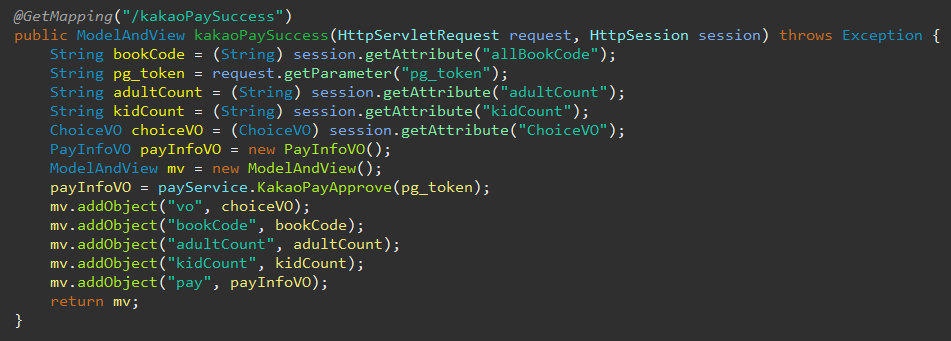 @GetMapping("/kakaoPaySuccess")
public ModelAndView kakaoPaySuccess(HttpServletRequest request, HttpSession session) throws Exception {
    String bookCode = (String) session.getAttribute("allBookCode");
    String pg_token = request.getParameter("pg_token");
    String adultCount = (String) session.getAttribute("adultCount");
    String kidCount = (String) session.getAttribute("kidCount");
    ChoiceVO choiceVO = (ChoiceVO) session.getAttribute("ChoiceVO");
    PayInfoVO payInfoVO = new PayInfoVO();
    ModelAndView mv = new ModelAndView();
    payInfoVO = payService.KakaoPayApprove(pg_token);
    mv.addObject("vo", choiceVO);
    mv.addObject("bookCode", bookCode);
    mv.addObject("adultCount", adultCount);
    mv.addObject("kidCount", kidCount);
    mv.addObject("pay", payInfoVO);
    return mv;
}